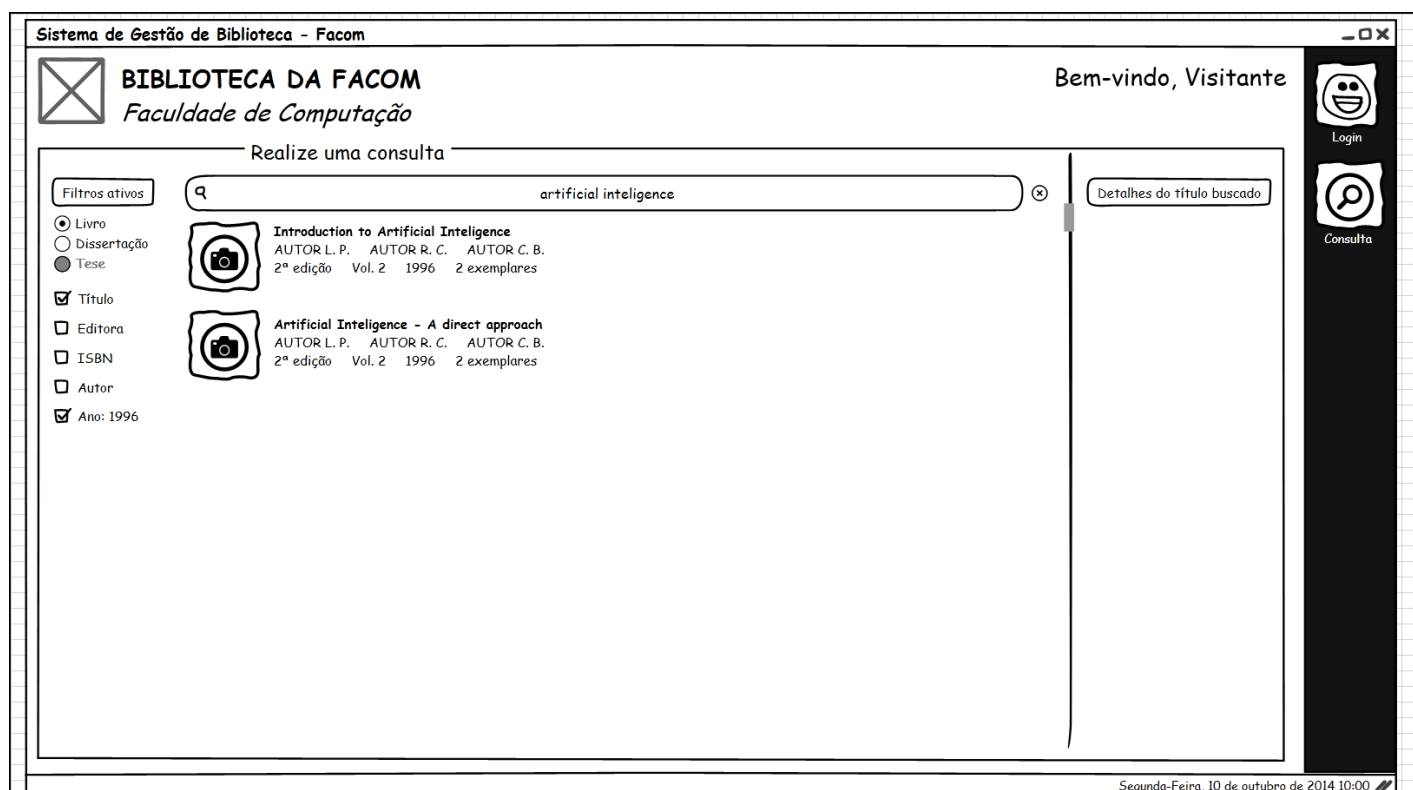 Sistema de Gestão de Biblioteca - Facom
BIBLIOTECA DA FACOM
Faculdade de Computação
Bem-vindo, Visitante
Login
Consulta
Realize uma consulta
Filtros ativos
Livro
Dissertação
Tese
Título
Editora
ISBN
Autor
Ano: 1996
artificial inteligence
Introduction to Artificial Inteligence
AUTOR L. P. AUTOR R. C. AUTOR C. B.
2ª edição Vol. 2 1996 2 exemplares
Artificial Inteligence - A direct approach
AUTOR L. P. AUTOR R. C. AUTOR C. B.
2ª edição Vol. 2 1996 2 exemplares
Detalhes do título buscado
Segunda-Feira, 10 de outubro de 2014 10:00